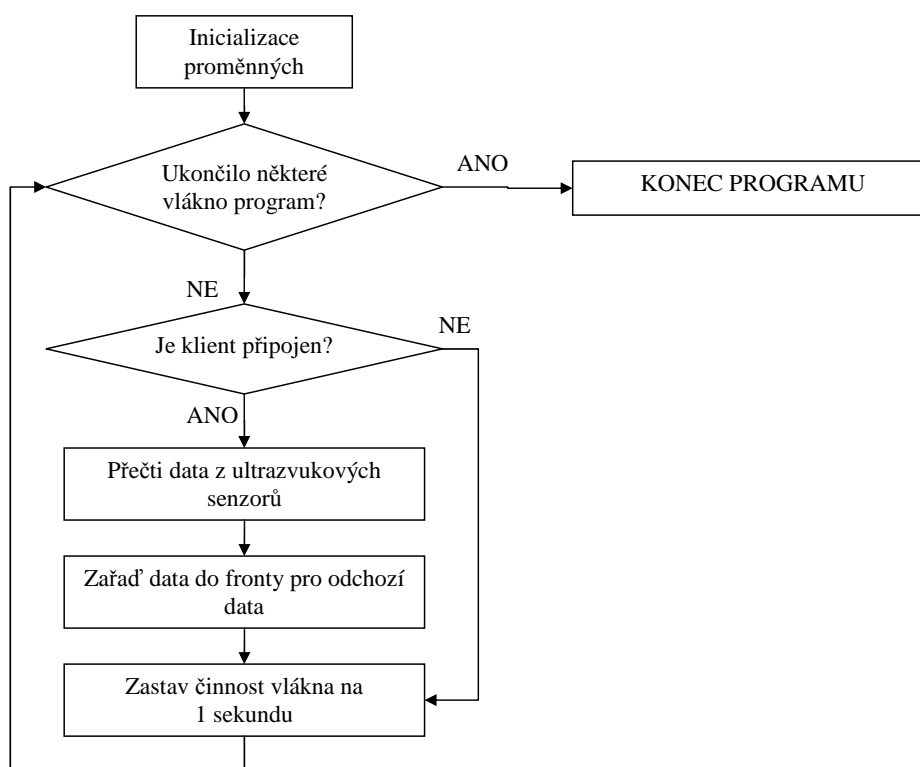 Inicializace
proměnných
Ukončilo některé
vlákno program?
ANO
KONEC PROGRAMU
NE
Je klient připojen?
NE
ANO
Přečti data z ultrazvukových
senzorů
Zařaď data do fronty pro odchozí
data
Zastav činnost vlákna na
1 sekundu